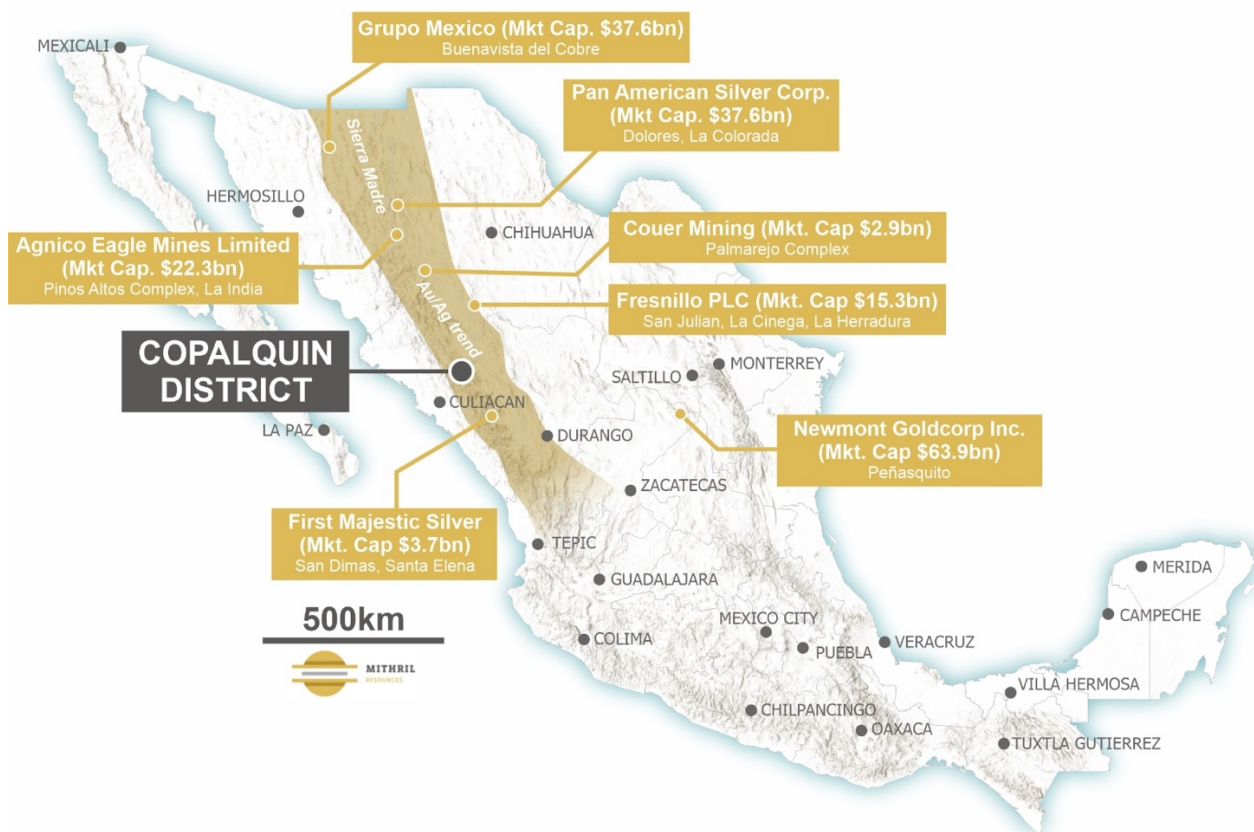 Grupo Mexico (Mkt Cap. $37.6bn)
Buenavista del Cobre
MEXICALI
Pan American Silver Corp.
(Mkt Cap. $37.6bn)
Dolores, La Colorada
Sierra Madre
HERMOSILLO
CHIHUAHUA
Couer Mining (Mkt. Cap $2.9bn)
Palmarejo Complex
Agnico Eagle Mines Limited
(Mkt Cap. $22.3bn)
Pinos Altos Complex, La India
Au/Ag trend
Fresnillo PLC (Mkt. Cap $15.3bn)
San Julian, La Cinega, La Herradura
COPALQUIN
DISTRICT
MONTERREY
SALTILLO
CULIACAN
LA PAZ
DURANGO
Newmont Goldcorp Inc.
(Mkt. Cap $63.9bn)
Peñasquito
ZACATECAS
First Majestic Silver
(Mkt. Cap $3.7bn)
San Dimas, Santa Elena
TEPIC
GUADALAJARA
MERIDA
500km
MEXICO CITY
CAMPECHE
COLIMA
PUEBLA
VERACRUZ
MITHRIL
RESOURCES
VILLA HERMOSA
CHILPANCINGO
OAXACA
TUXTLA GUTIERREZ